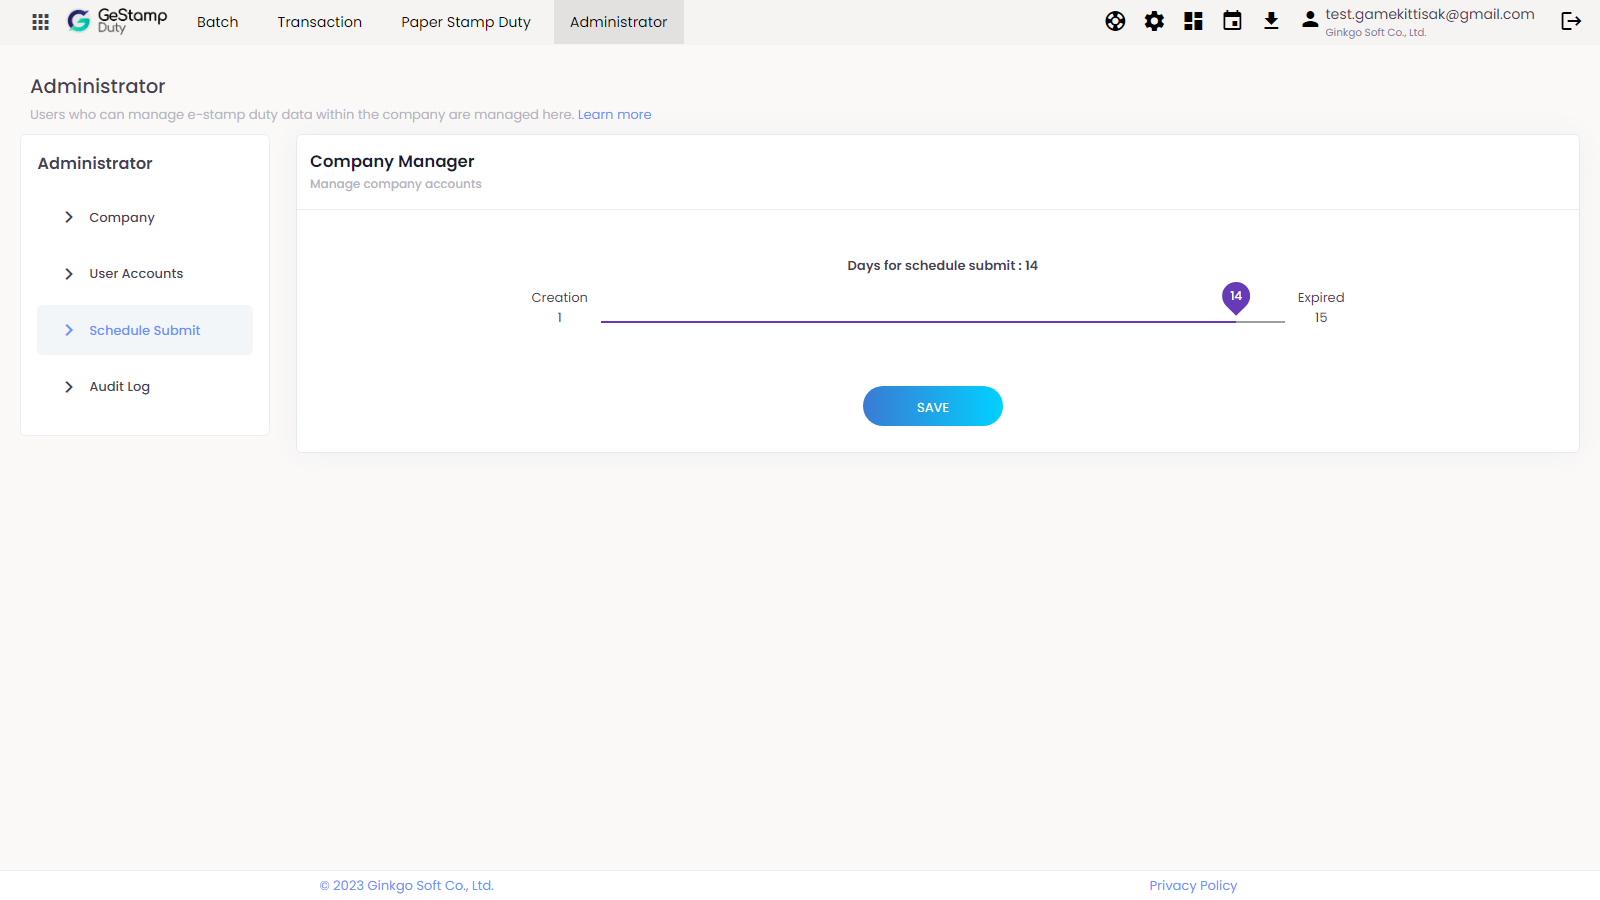 GeStamp
Duty
Batch
Transaction
Paper Stamp Duty
Administrator
test.gamekittisak@gmail.com
Ginkgo Soft Co., Ltd.
Administrator
Users who can manage e-stamp duty data within the company are managed here. Learn more
Administrator
Company
User Accounts
Schedule Submit
Audit Log
Company Manager
Manage company accounts
Days for schedule submit : 14
Creation
1
14
Expired
15
SAVE
© 2023 Ginkgo Soft Co., Ltd.
Privacy Policy